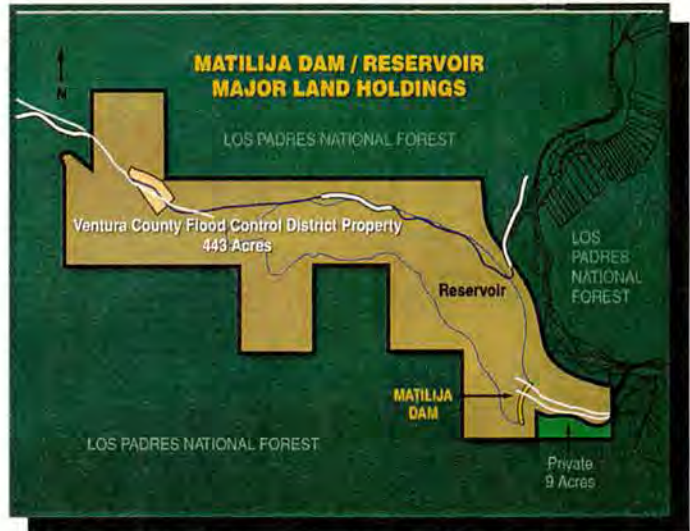 MATILIJA DAM / RESERVOIR
MAJOR LAND HOLDINGS
N
LOS PADRES NATIONAL FOREST
Ventura County Flood Control District Property
443 Acres
LOS
PADRES
NATIONAL
FOREST
Reservoir
MATILIJA
DAM
LOS PADRES NATIONAL FOREST
Private
9 Acres